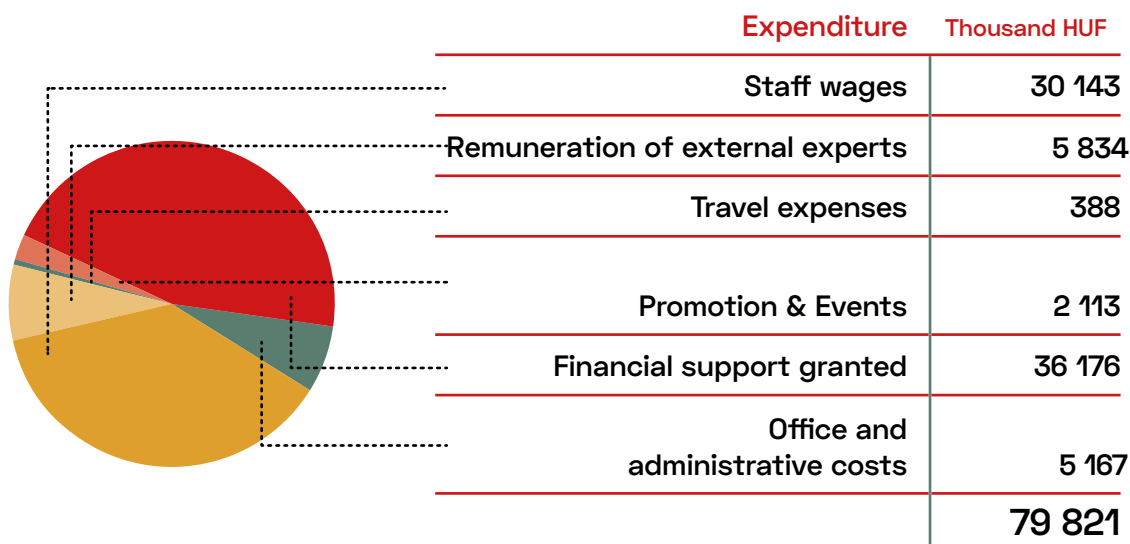 Expenditure Thousand HUF
Staff wages 30 143
Remuneration of external experts 5 834
Travel expenses 388
Promotion & Events 2 113
Financial support granted 36 176
Office and
administrative costs 5 167
79 821